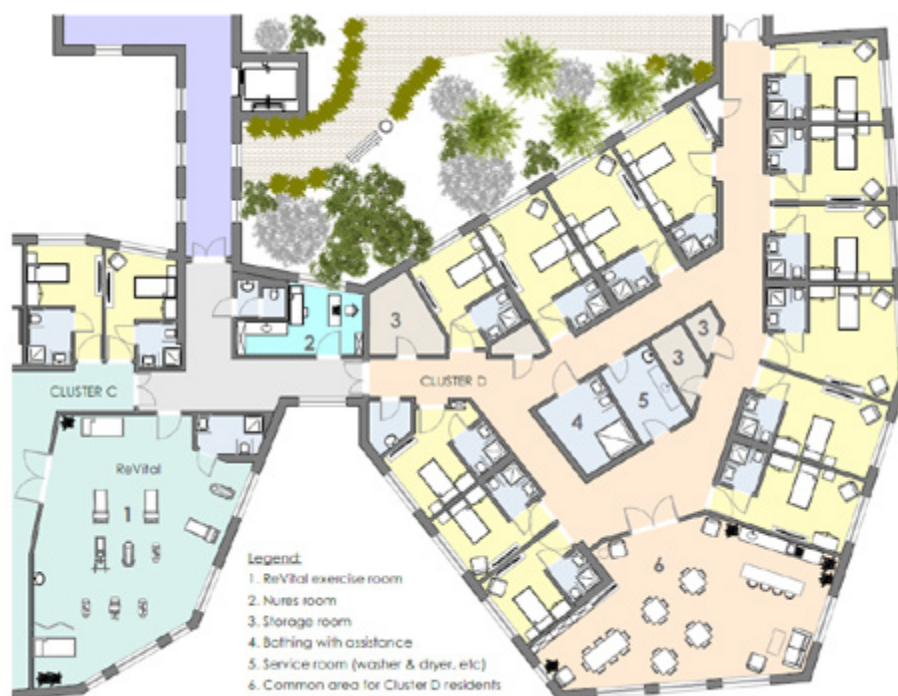 3
2
3
3
CLUSTER C
CLUSTER D
4
5
ReVital
1
6
Legend:
1. ReVital exercise room
2. Nures room
3. Storage room
4. Bathing with assistance
5. Service room (washer & dryer, etc)
6. Common area for Cluster D residents